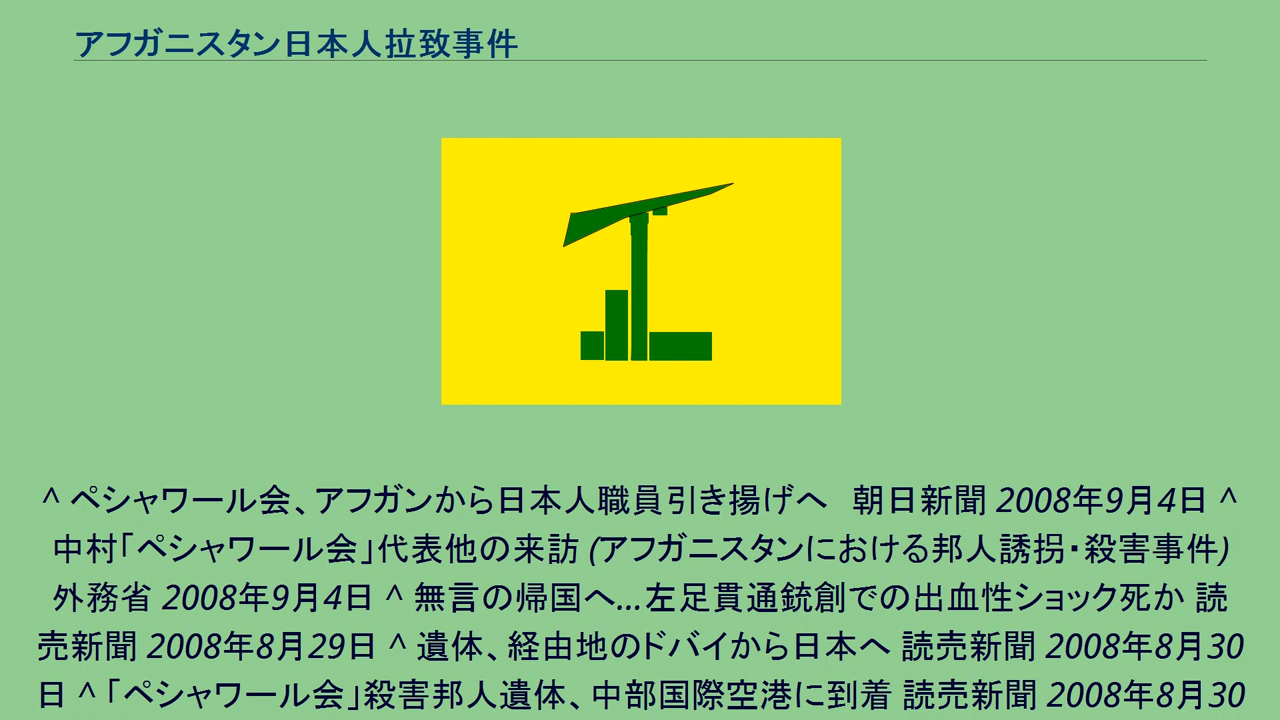 アフガニスタン日本人拉致事件
^ ペシャワール会、アフガンから日本人職員引き揚げへ　朝日新聞 2008年9月4日 ^
中村「ペシャワール会」代表他の来訪 (アフガニスタンにおける邦人誘拐・殺害事件)
外務省 2008年9月4日 ^ 無言の帰国へ…左足貫通銃創での出血性ショック死か 読
売新聞 2008年8月29日 ^ 遺体、経由地のドバイから日本へ 読売新聞 2008年8月30
日 ^ 「ペシャワール会」殺害邦人遺体、中部国際空港に到着 読売新聞 2008年8月30